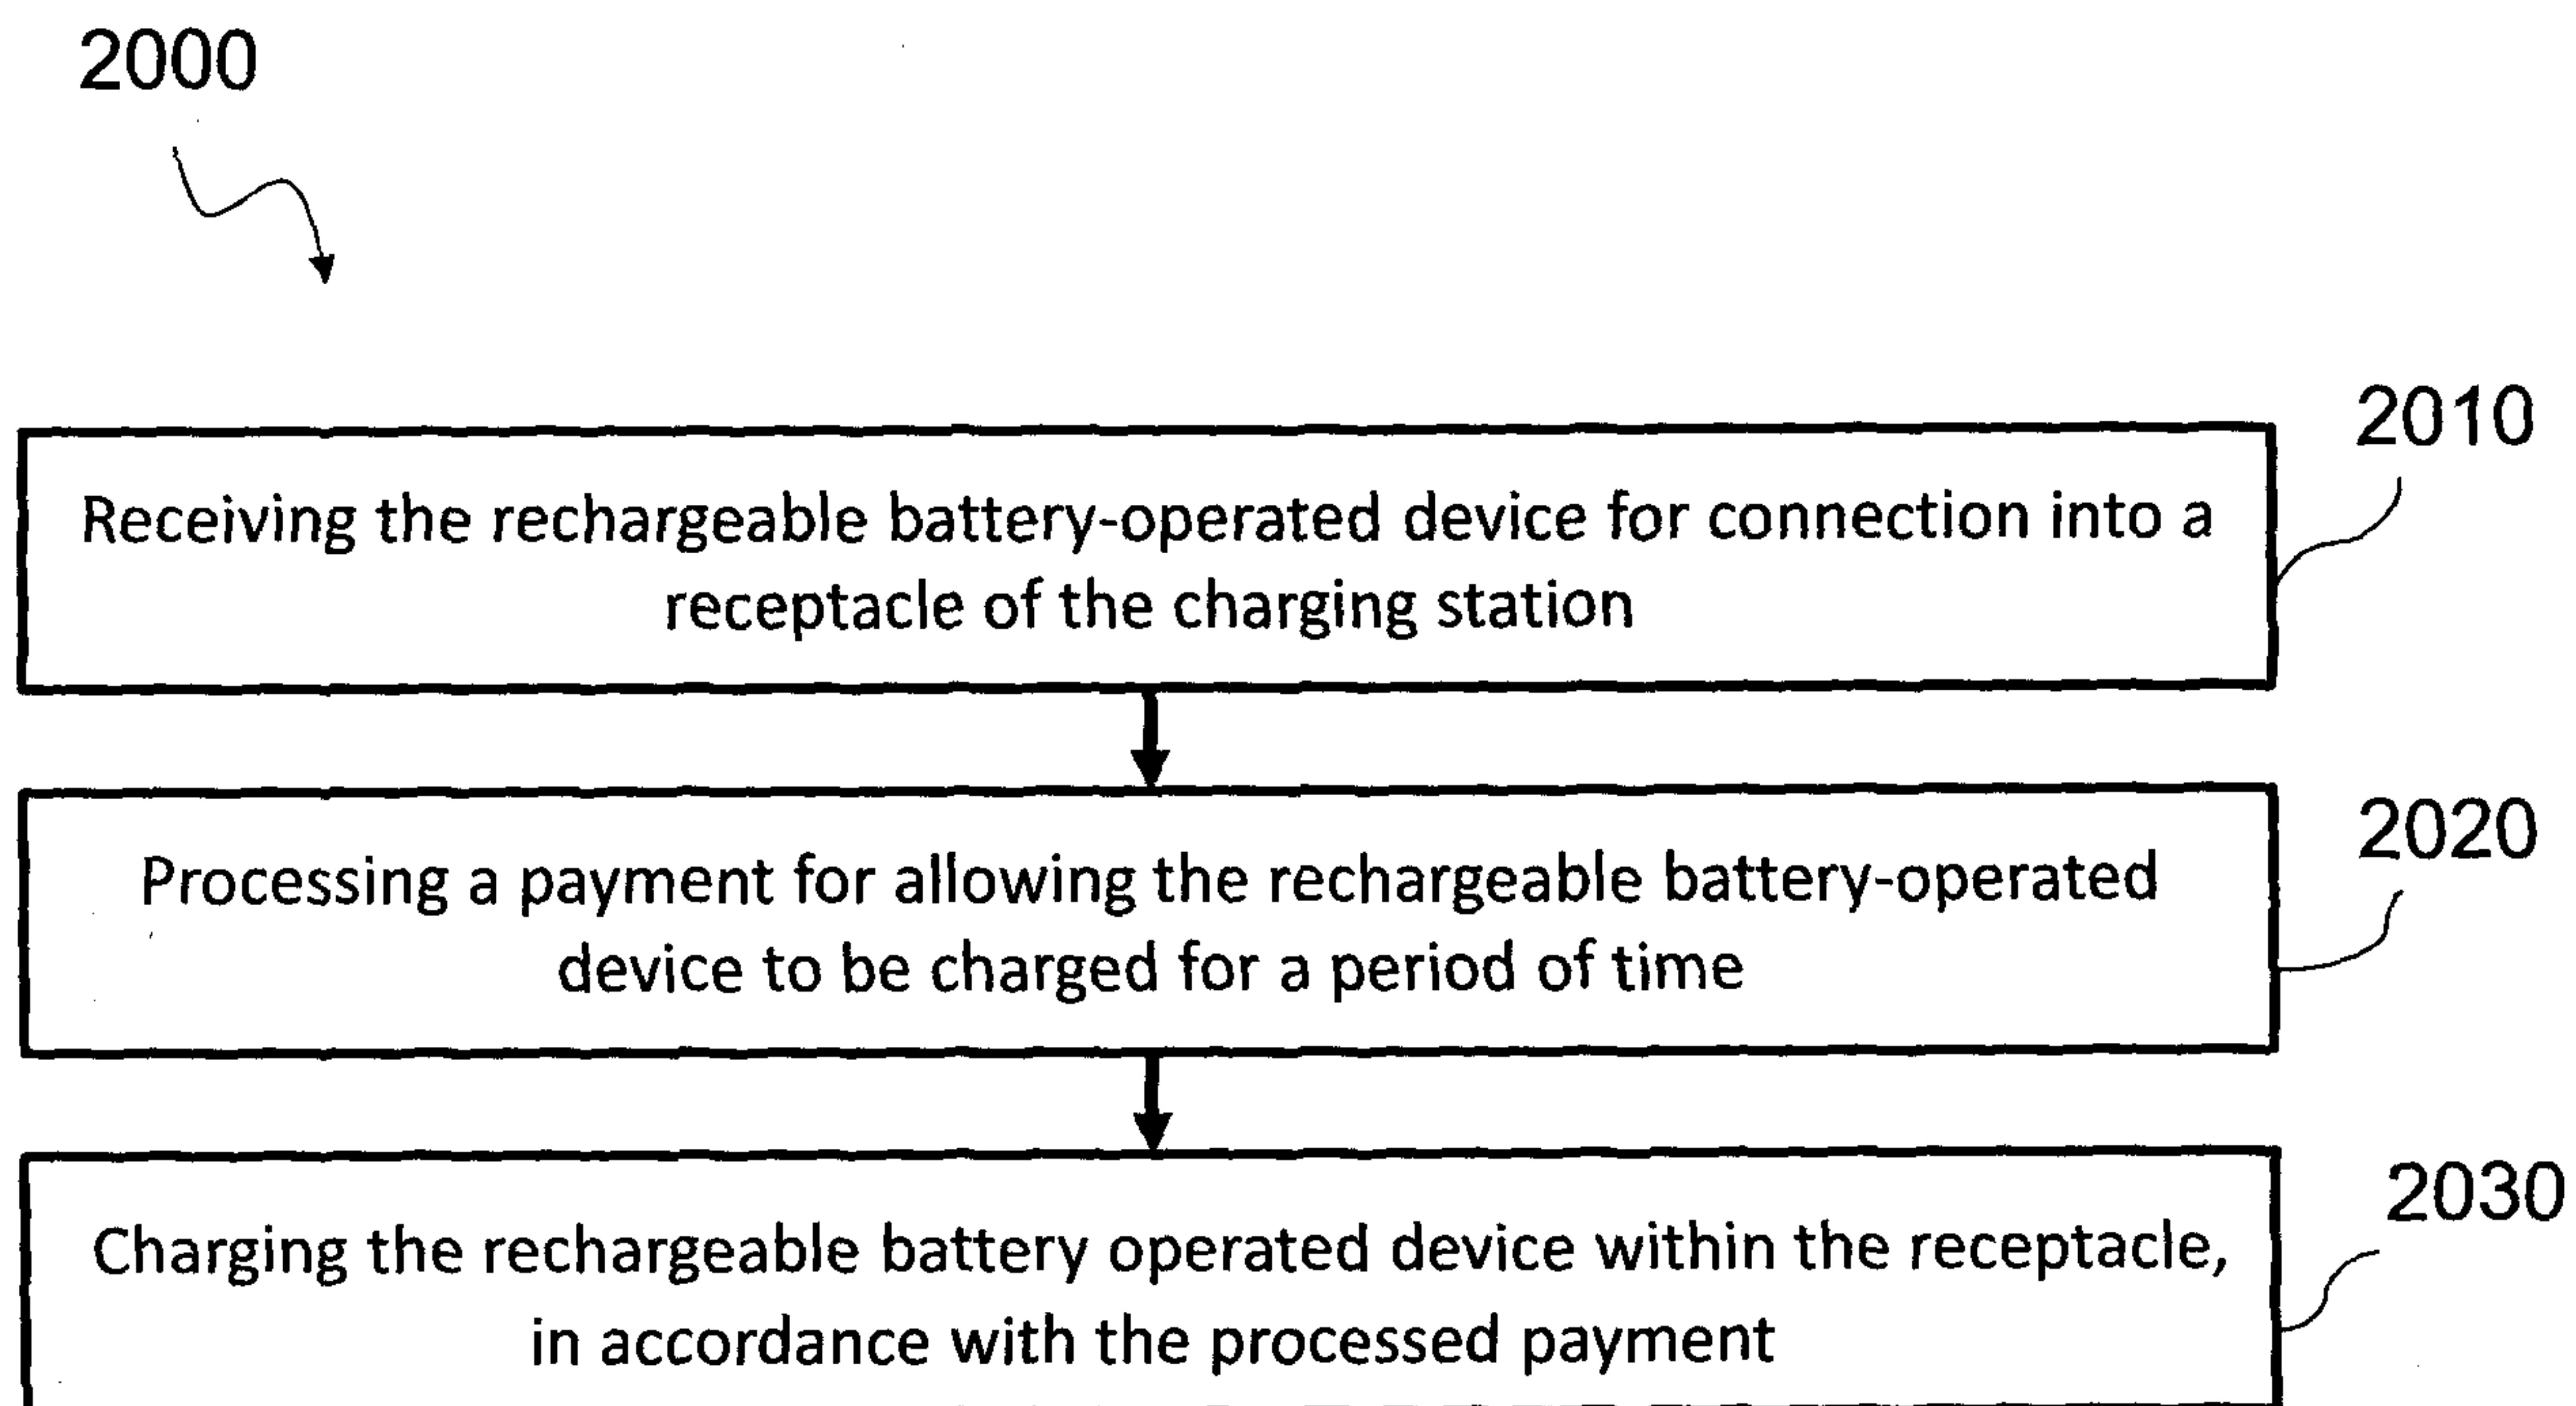 2000
2010
Receiving the rechargeable battery-operated device for connection into a
receptacle of the charging station
2020
Processing a payment for allowing the rechargeable battery-operated
device to be charged for a period of time
2030
Charging the rechargeable battery operated device within the receptacle,
in accordance with the processed payment